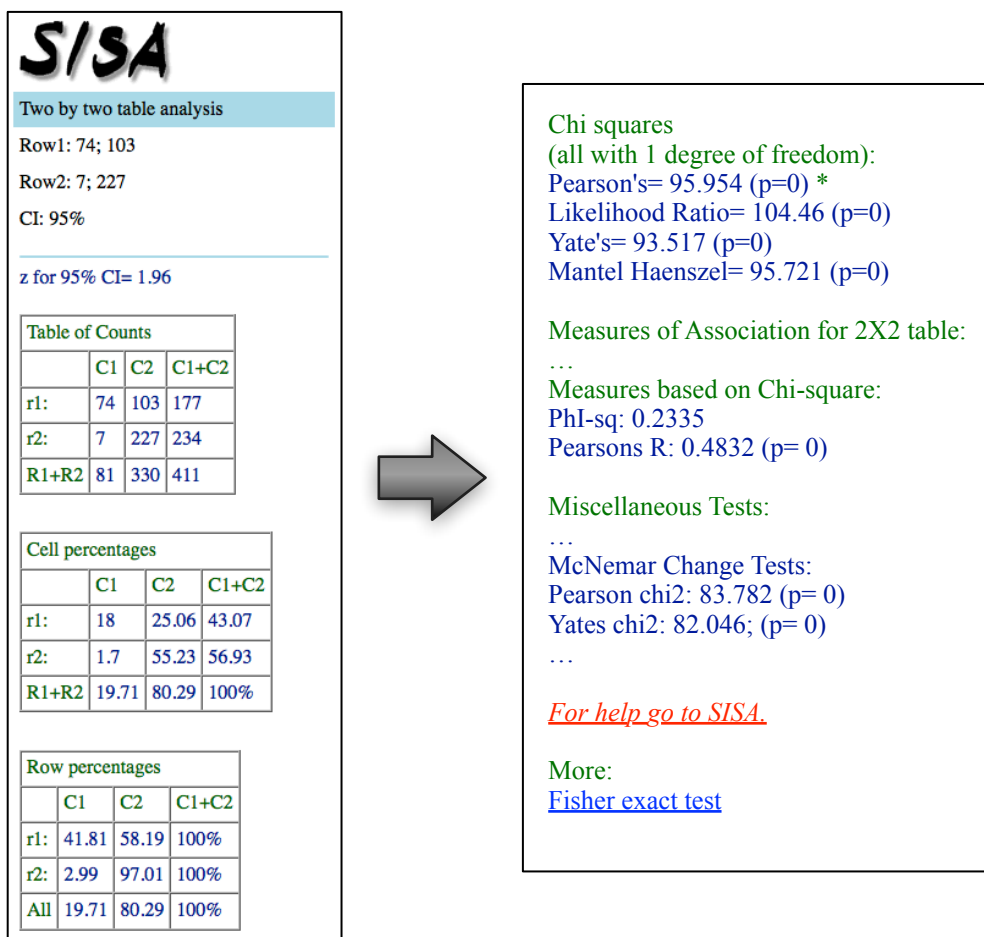 SISA
Two by two table analysis
Row1: 74; 103
Row2: 7; 227
CI: 95%
z for 95% CI= 1.96
Table of Counts
C1 C2 C1+C2
r1: 74 103 177
r2: 7 227 234
R1+R2 81 330 411
Cell percentages
C1 C2 C1+C2
r1: 18 25.06 43.07
r2: 1.7 55.23 56.93
R1+R2 19.71 80.29 100%
Row percentages
C1 C2 C1+C2
r1: 41.81 58.19 100%
r2: 2.99 97.01 100%
All 19.71 80.29 100%
Chi squares
(all with 1 degree of freedom):
Pearson's= 95.954 (p=0) *
Likelihood Ratio= 104.46 (p=0)
Yate's= 93.517 (p=0)
Mantel Haenszel= 95.721 (p=0)
Measures of Association for 2X2 table:
…
Measures based on Chi-square:
PhI-sq: 0.2335
Pearsons R: 0.4832 (p= 0)
Miscellaneous Tests:
…
McNemar Change Tests:
Pearson chi2: 83.782 (p= 0)
Yates chi2: 82.046; (p= 0)
…
For help go to SISA.
More:
Fisher exact test